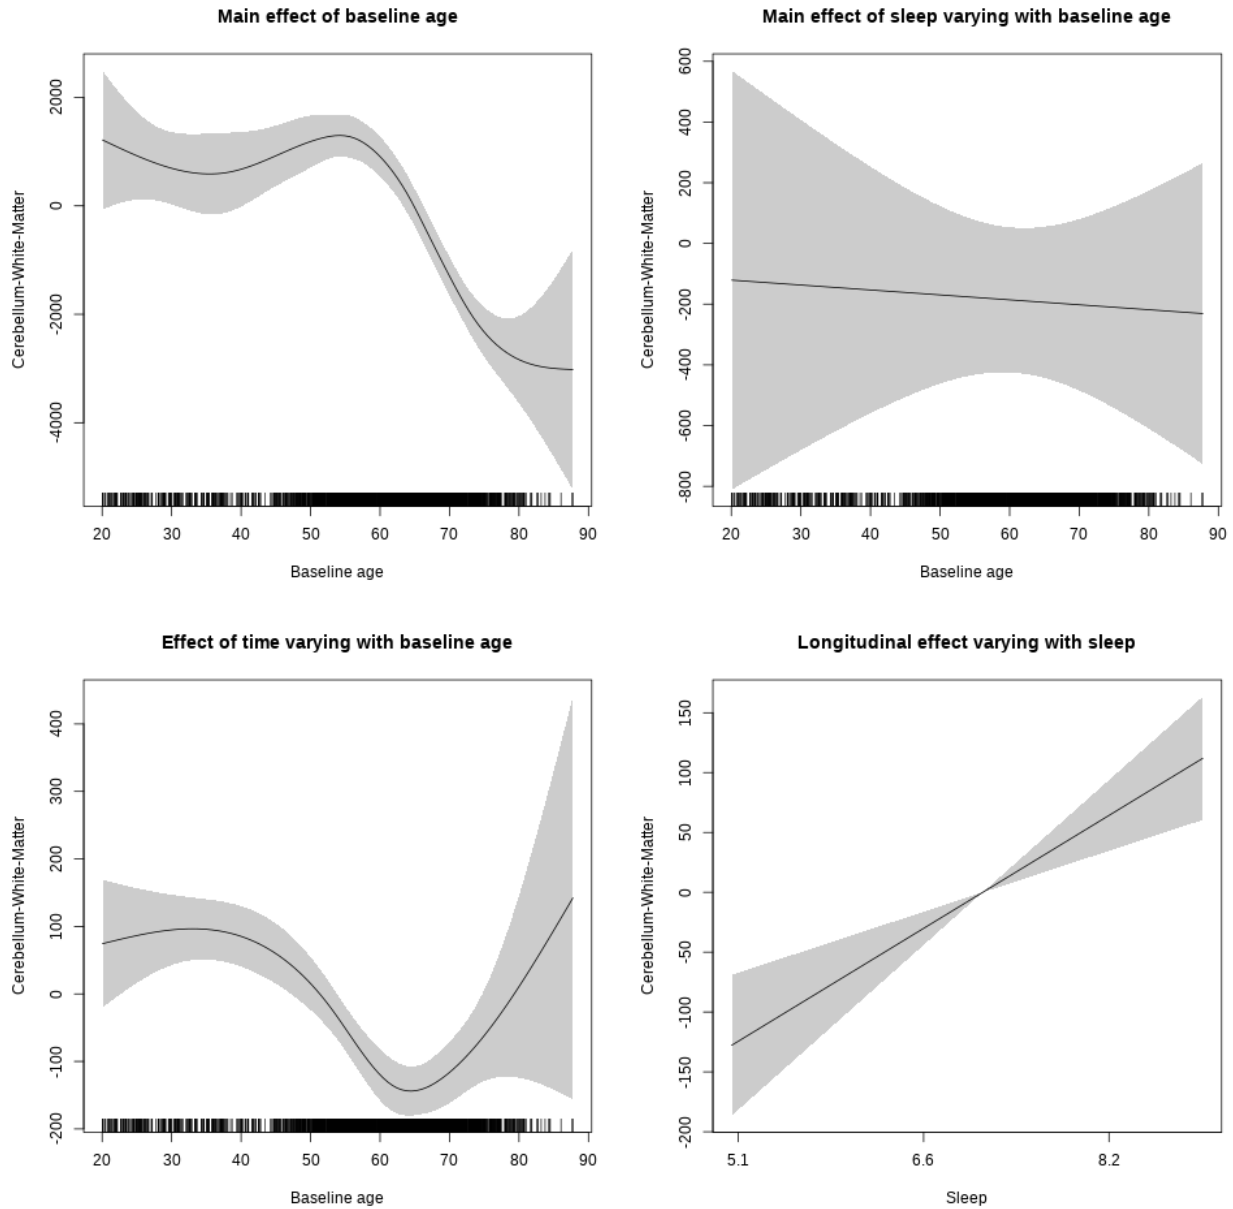 Main effect of baseline age
Cerebellum-White-Matter
2000
0
-2000
-4000
20 30 40 50 60 70 80 90
Baseline age
Main effect of sleep varying with baseline age
Cerebellum-White-Matter
600
400
200
0
-200
-400
-600
-800
20 30 40 50 60 70 80 90
Baseline age
Effect of time varying with baseline age
Cerebellum-White-Matter
400
300
200
100
0
-100
-200
20 30 40 50 60 70 80 90
Baseline age
Longitudinal effect varying with sleep
Cerebellum-White-Matter
150
100
50
0
-50
-100
-150
-200
5.1 6.6 8.2
Sleep